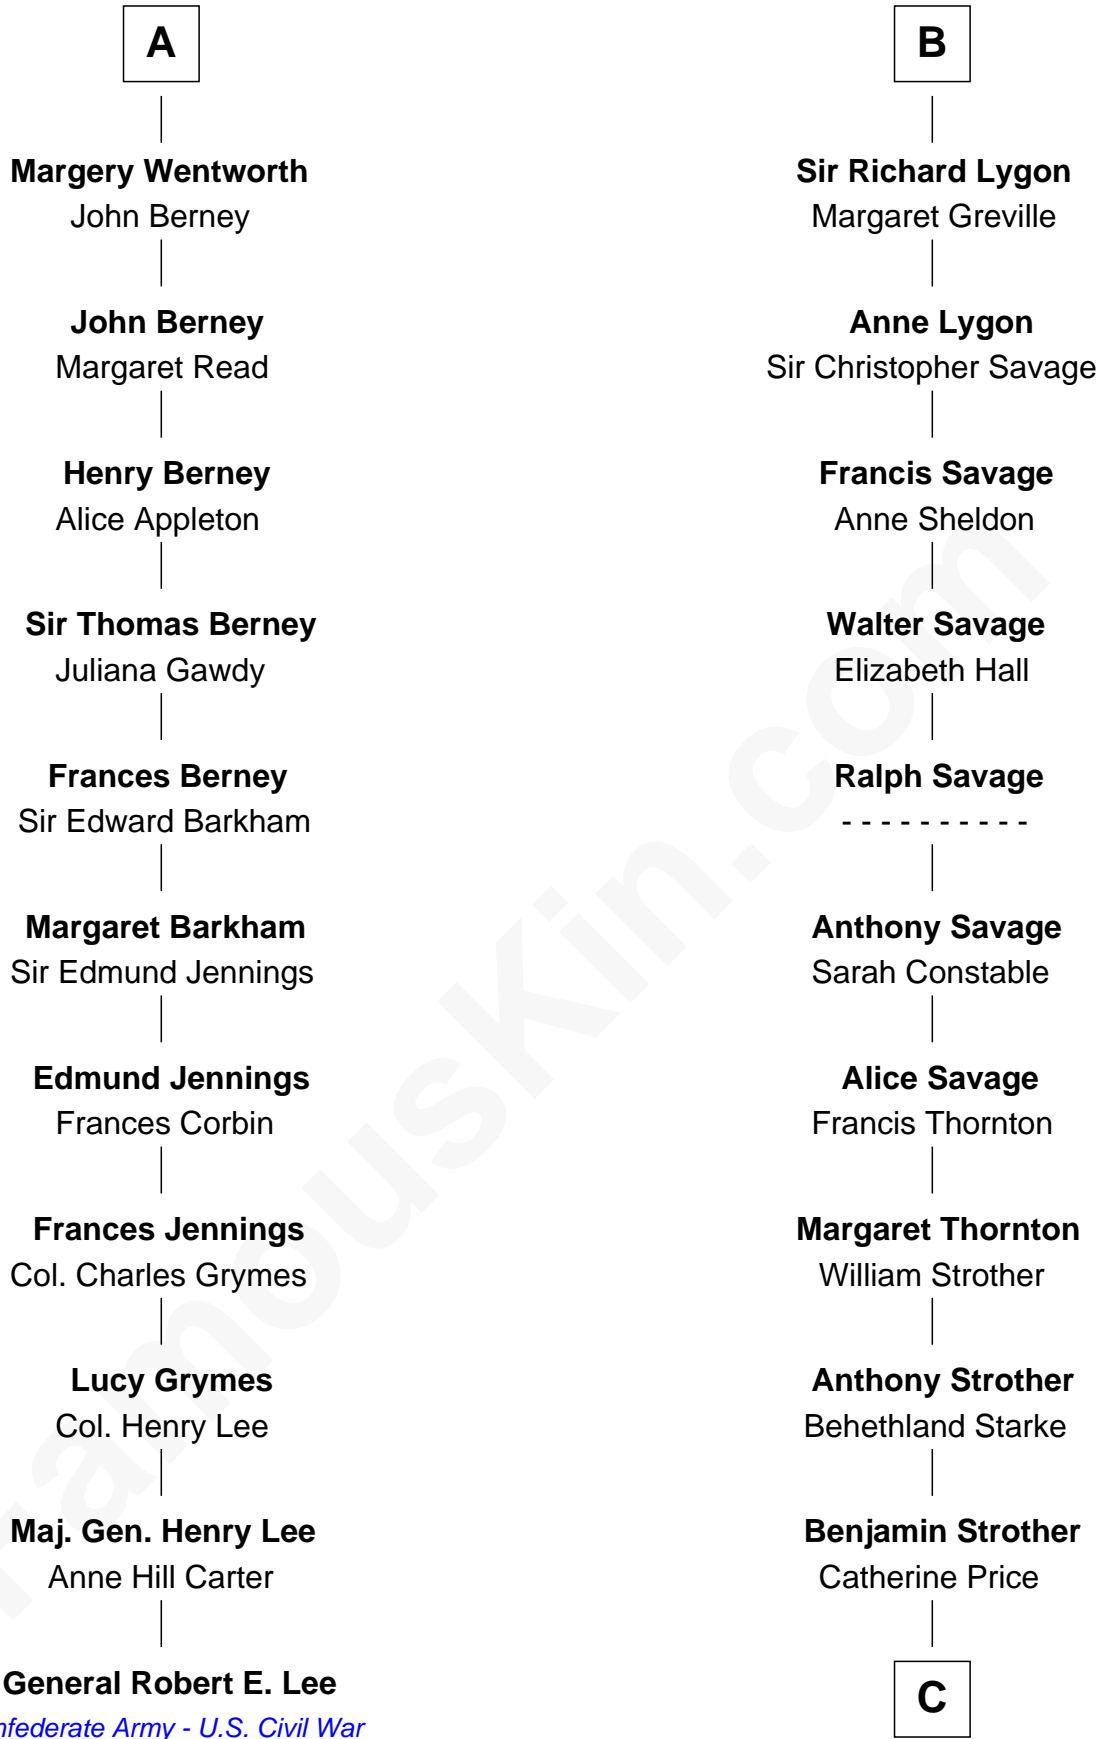 A
Margery Wentworth
John Berney
John Berney
Margaret Read
Henry Berney
Alice Appleton
Sir Thomas Berney
Juliana Gawdy
Frances Berney
Sir Edward Barkham
Margaret Barkham
Sir Edmund Jennings
Edmund Jennings
Frances Corbin
Frances Jennings
Col. Charles Grymes
Lucy Grymes
Col. Henry Lee
Maj. Gen. Henry Lee
Anne Hill Carter
General Robert E. Lee
nfederate Army - U.S. Civil War
B
Sir Richard Lygon
Margaret Greville
Anne Lygon
Sir Christopher Savage
Francis Savage
Anne Sheldon
Walter Savage
Elizabeth Hall
Ralph Savage
- - - - - - - - - -
Anthony Savage
Sarah Constable
Alice Savage
Francis Thornton
Margaret Thornton
William Strother
Anthony Strother
Behethland Starke
Benjamin Strother
Catherine Price
C
FamousKin.com